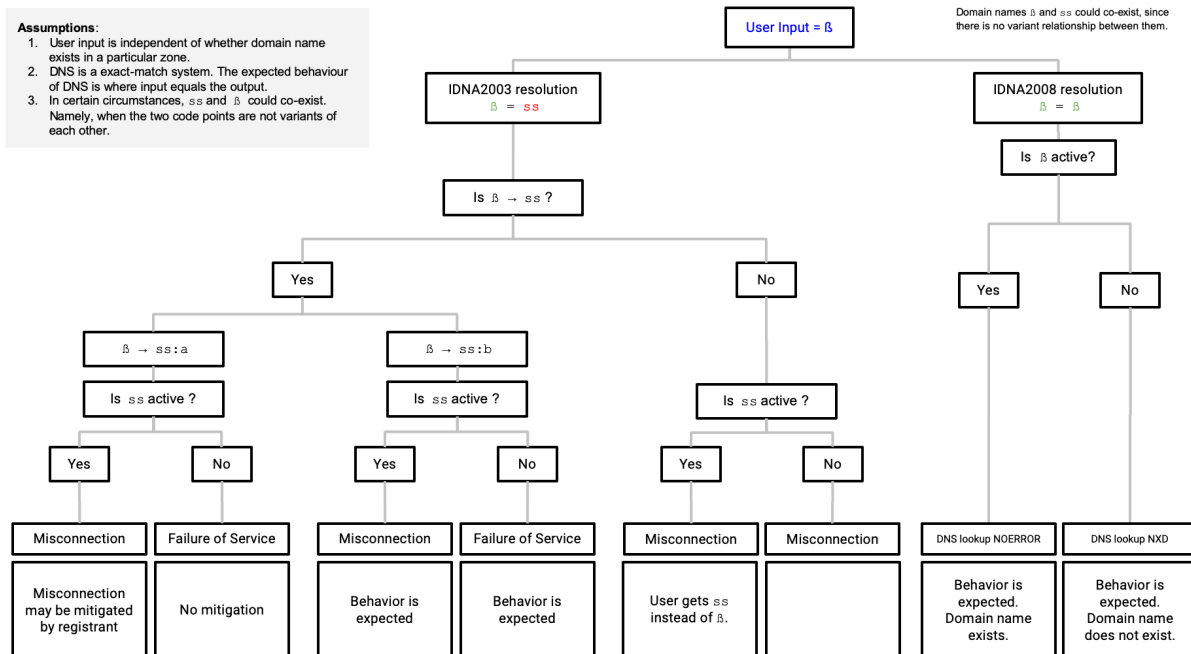 Assumptions:
1. User input is independent of whether domain name
exists in a particular zone.
2. DNS is a exact-match system. The expected behaviour
of DNS is where input equals the output.
3. In certain circumstances, ss and ß could co-exist.
Namely, when the two code points are not variants of
each other.
User Input = ß
Domain names ß and ss could co-exist, since
there is no variant relationship between them.
IDNA2003 resolution
ß = ss
IDNA2008 resolution
ß = ß
Is ß active?
Is ß → ss ?
Yes
No
Yes
No
ß → ss:a
ß → ss:b
Is ss active ?
Is ss active ?
Is ss active ?
Yes
No
Yes
No
Yes
No
Misconnection
Failure of Service
Misconnection
Failure of Service
Misconnection
Misconnection
DNS lookup NOERROR
DNS lookup NXD
Misconnection
may be mitigated
by registrant
No mitigation
Behavior is
expected
Behavior is
expected
User gets ss
instead of ß.
Behavior is
expected.
Domain name
exists.
Behavior is
expected.
Domain name
does not exist.